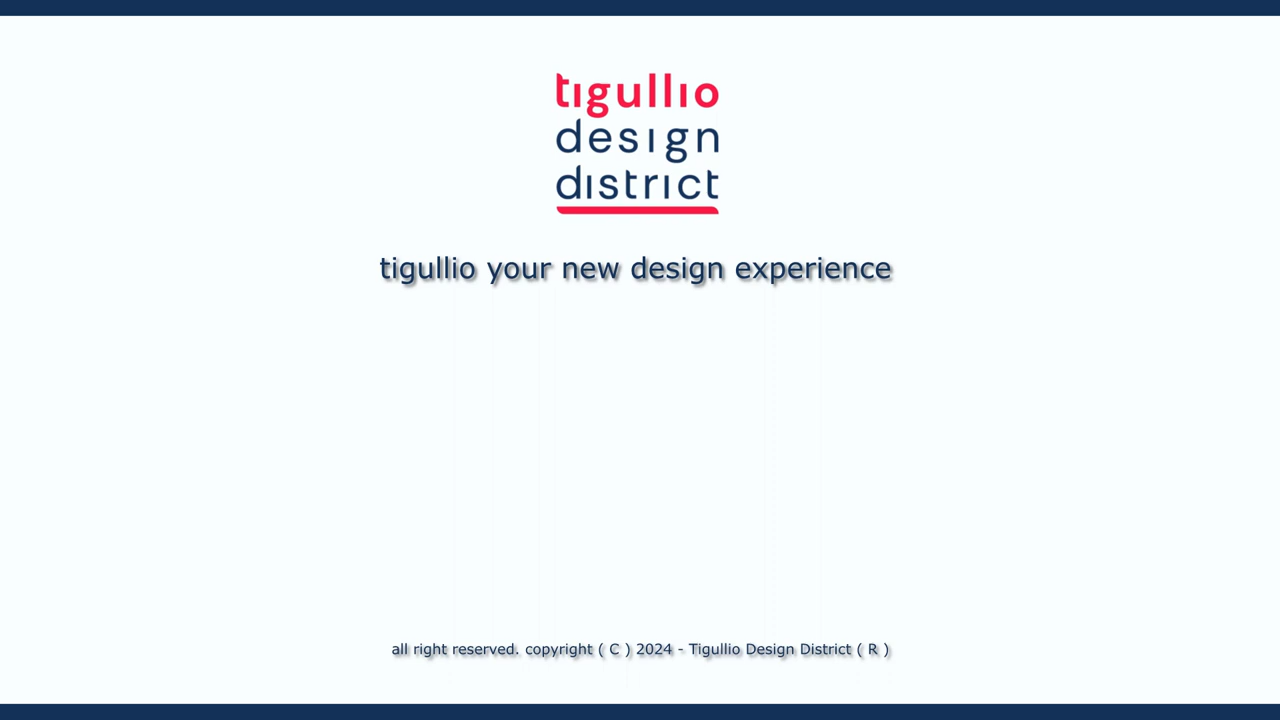 tigullio
design
district
tigullio your new design experience
all right reserved. copyright ( C ) 2024 - Tigullio Design District ( R )